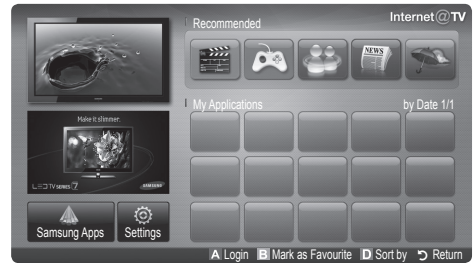 Internet@TV
Recommended
NEWS
My Applications by Date 1/1
Make it slimmer.
LED TV SERIES 7 SAMSUNG
Samsung Apps Settings
A Login B Mark as Favourite D Sort by Return